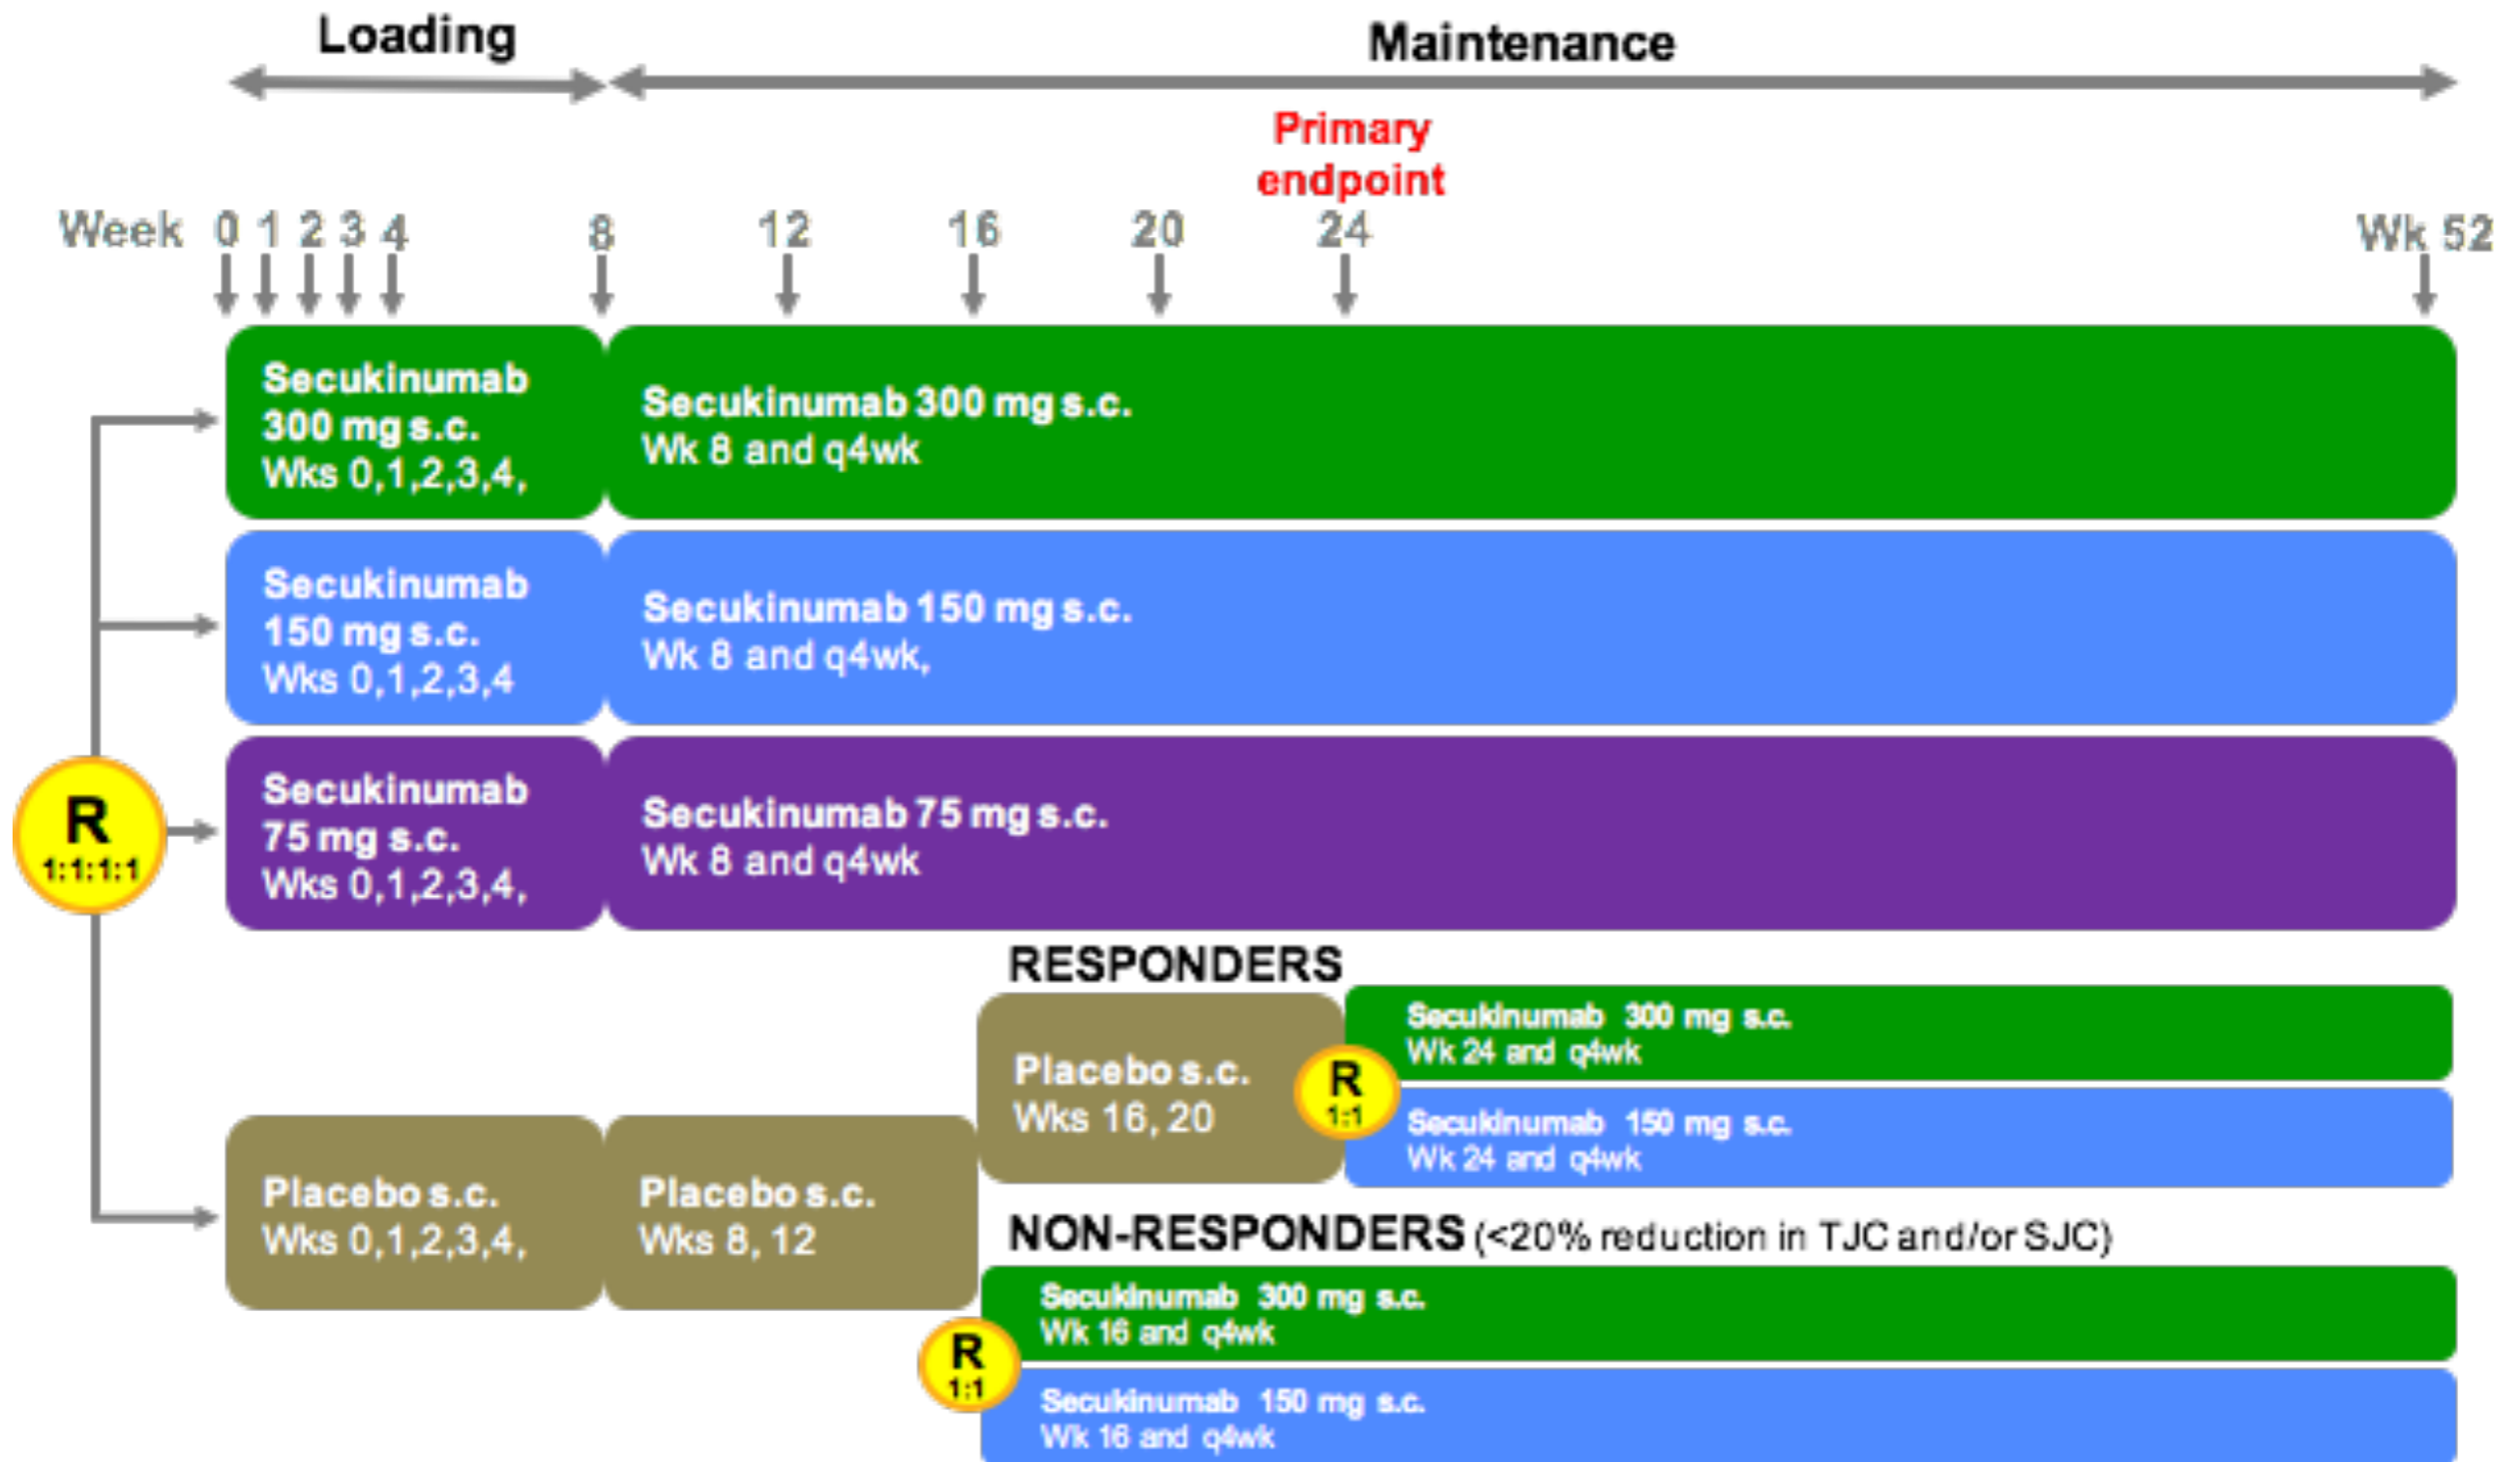 Loading
Maintenance
Primary
endpoint
Week 0 1 2 3 4 8 12 16 20 24 Wk 52
Secukinumab
300 mg s.c.
Wks 0,1,2,3,4,
Secukinumab 300 mg s.c.
Wk 8 and q4wk
Secukinumab
150 mg s.c.
Wks 0,1,2,3,4
Secukinumab 150 mg s.c.
Wk 8 and q4wk,
R
1:1:1:1
Secukinumab
75 mg s.c.
Wks 0,1,2,3,4,
Secukinumab 75 mg s.c.
Wk 8 and q4wk
RESPONDERS
Placebo s.c.
Wks 16, 20
R
1:1
Secukinumab 300 mg s.c.
Wk 24 and q4wk
Secukinumab 150 mg s.c.
Wk 24 and q4wk
Placebo s.c.
Wks 0,1,2,3,4,
Placebo s.c.
Wks 8, 12
NON-RESPONDERS (<20% reduction in TJC and/or SJC)
R
1:1
Secukinumab 300 mg s.c.
Wk 16 and q4wk
Secukinumab 150 mg s.c.
Wk 16 and q4wk